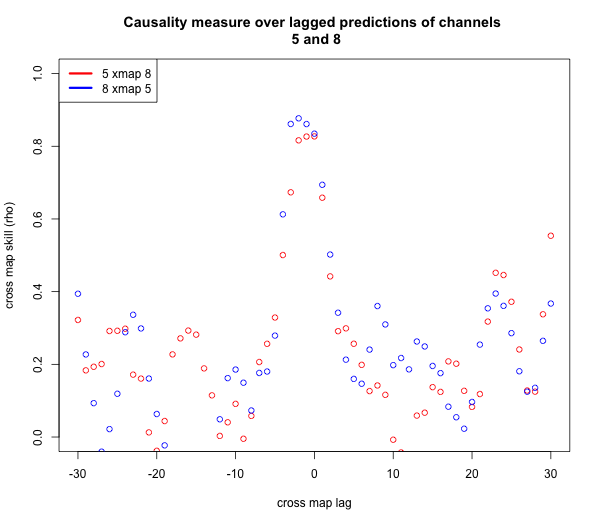 Causality measure over lagged predictions of channels
5 and 8
5 xmap 8
8 xmap 5
cross map skill (rho)
1.0
0.8
0.6
0.4
0.2
0.0
-30 -20 -10 0 10 20 30
cross map lag